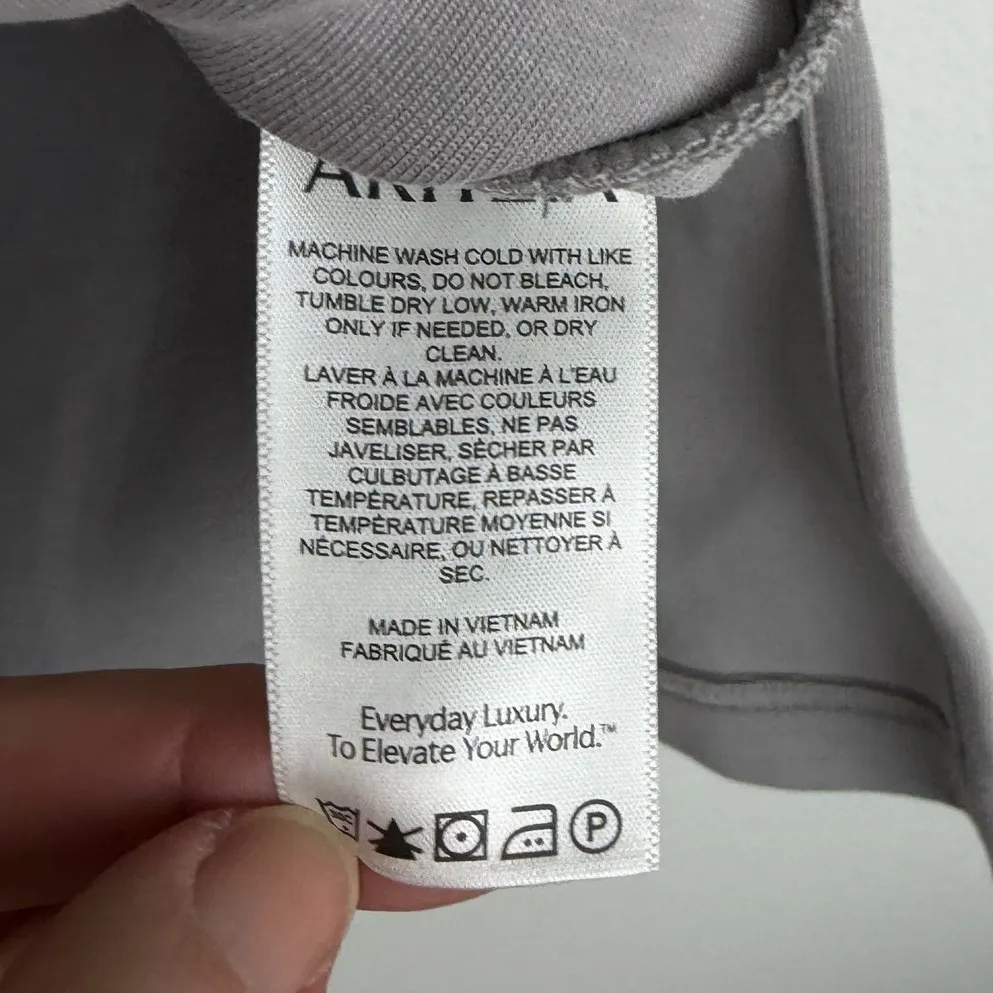 ARITZIA
MACHINE WASH COLD WITH LIKE
COLOURS, DO NOT BLEACH,
TUMBLE DRY LOW, WARM IRON
ONLY IF NEEDED, OR DRY
CLEAN.
LAVER À LA MACHINE À L'EAU
FROIDE AVEC COULEURS
SEMBLABLES, NE PAS
JAVELISER, SÉCHER PAR
CULBUTAGE À BASSE
TEMPÉRATURE, REPASSER À
TEMPÉRATURE MOYENNE SI
NÉCESSAIRE, OU NETTOYER À
SEC.
MADE IN VIETNAM
FABRIQUÉ AU VIETNAM
Everyday Luxury.
To Elevate Your World.™
P